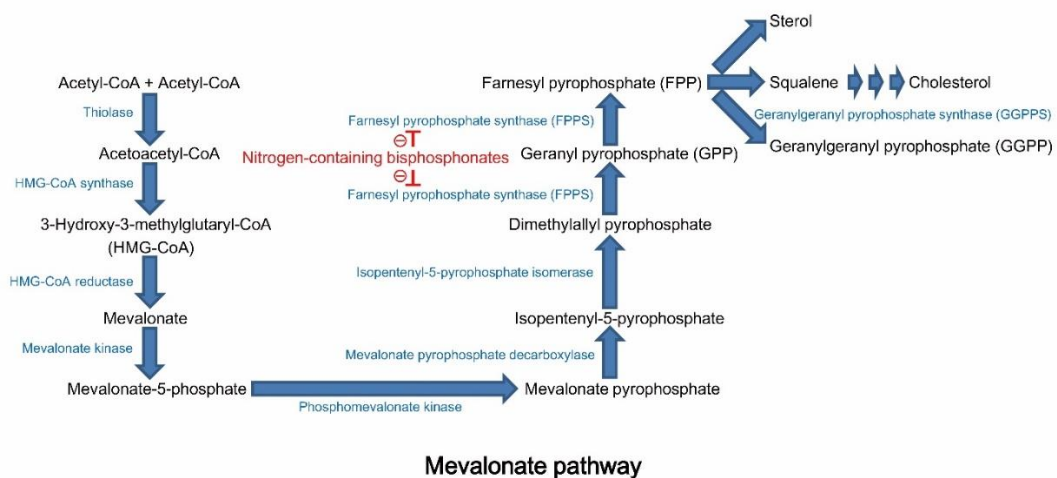 Acetyl-CoA + Acetyl-CoA
Thiolase
Acetoacetyl-CoA
HMG-CoA synthase
3-Hydroxy-3-methylglutaryl-CoA
(HMG-CoA)
HMG-CoA reductase
Mevalonate
Mevalonate kinase
Mevalonate-5-phosphate
Phosphomevalonate kinase
Mevalonate pyrophosphate
Mevalonate pyrophosphate decarboxylase
Isopentenyl-5-pyrophosphate
Isopentenyl-5-pyrophosphate isomerase
Dimethylallyl pyrophosphate
Farnesyl pyrophosphate synthase (FPPS)
Nitrogen-containing bisphosphonates
Geranyl pyrophosphate (GPP)
Farnesyl pyrophosphate synthase (FPPS)
Farnesyl pyrophosphate (FPP)
Sterol
Squalene
Cholesterol
Geranylgeranyl pyrophosphate synthase (GGPPS)
Geranylgeranyl pyrophosphate (GGPP)
Mevalonate pathway